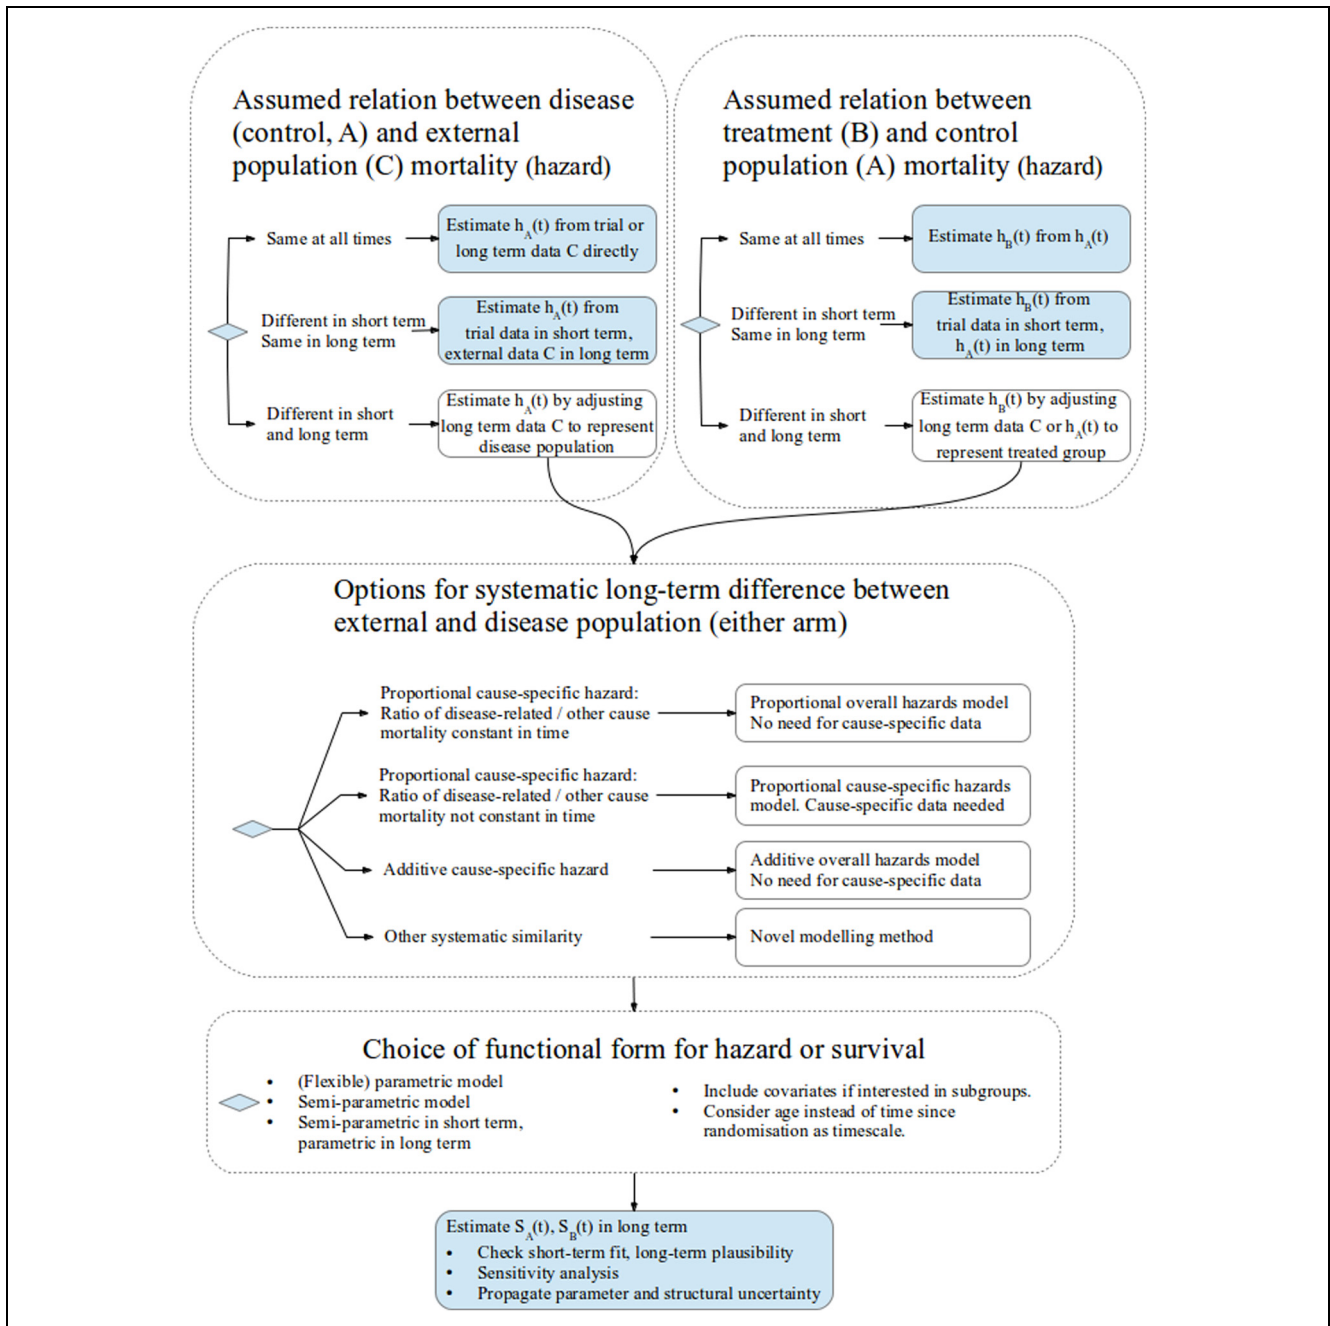 Assumed relation between disease
(control, A) and external
population (C) mortality (hazard)
Same at all times
Estimate h_A(t) from trial or
long term data C directly
Different in short term
Same in long term
Estimate h_A(t) from
trial data in short term,
external data C in long term
Different in short
and long term
Estimate h_A(t) by adjusting
long term data C to represent
disease population
Assumed relation between
treatment (B) and control
population (A) mortality (hazard)
Same at all times
Estimate h_B(t) from h_A(t)
Different in short term
Same in long term
Estimate h_B(t) from
trial data in short term,
h_A(t) in long term
Different in short
and long term
Estimate h_B(t) by adjusting
long term data C or h_A(t) to
represent treated group
Options for systematic long-term difference between
external and disease population (either arm)
Proportional cause-specific hazard:
Ratio of disease-related / other cause
mortality constant in time
Proportional overall hazards model
No need for cause-specific data
Proportional cause-specific hazard:
Ratio of disease-related / other cause
mortality not constant in time
Proportional cause-specific hazards
model. Cause-specific data needed
Additive cause-specific hazard
Additive overall hazards model
No need for cause-specific data
Other systematic similarity
Novel modelling method
Choice of functional form for hazard or survival
• (Flexible) parametric model
• Semi-parametric model
• Semi-parametric in short term,
parametric in long term
• Include covariates if interested in subgroups.
• Consider age instead of time since
randomisation as timescale.
Estimate S_A(t), S_B(t) in long term
• Check short-term fit, long-term plausibility
• Sensitivity analysis
• Propagate parameter and structural uncertainty